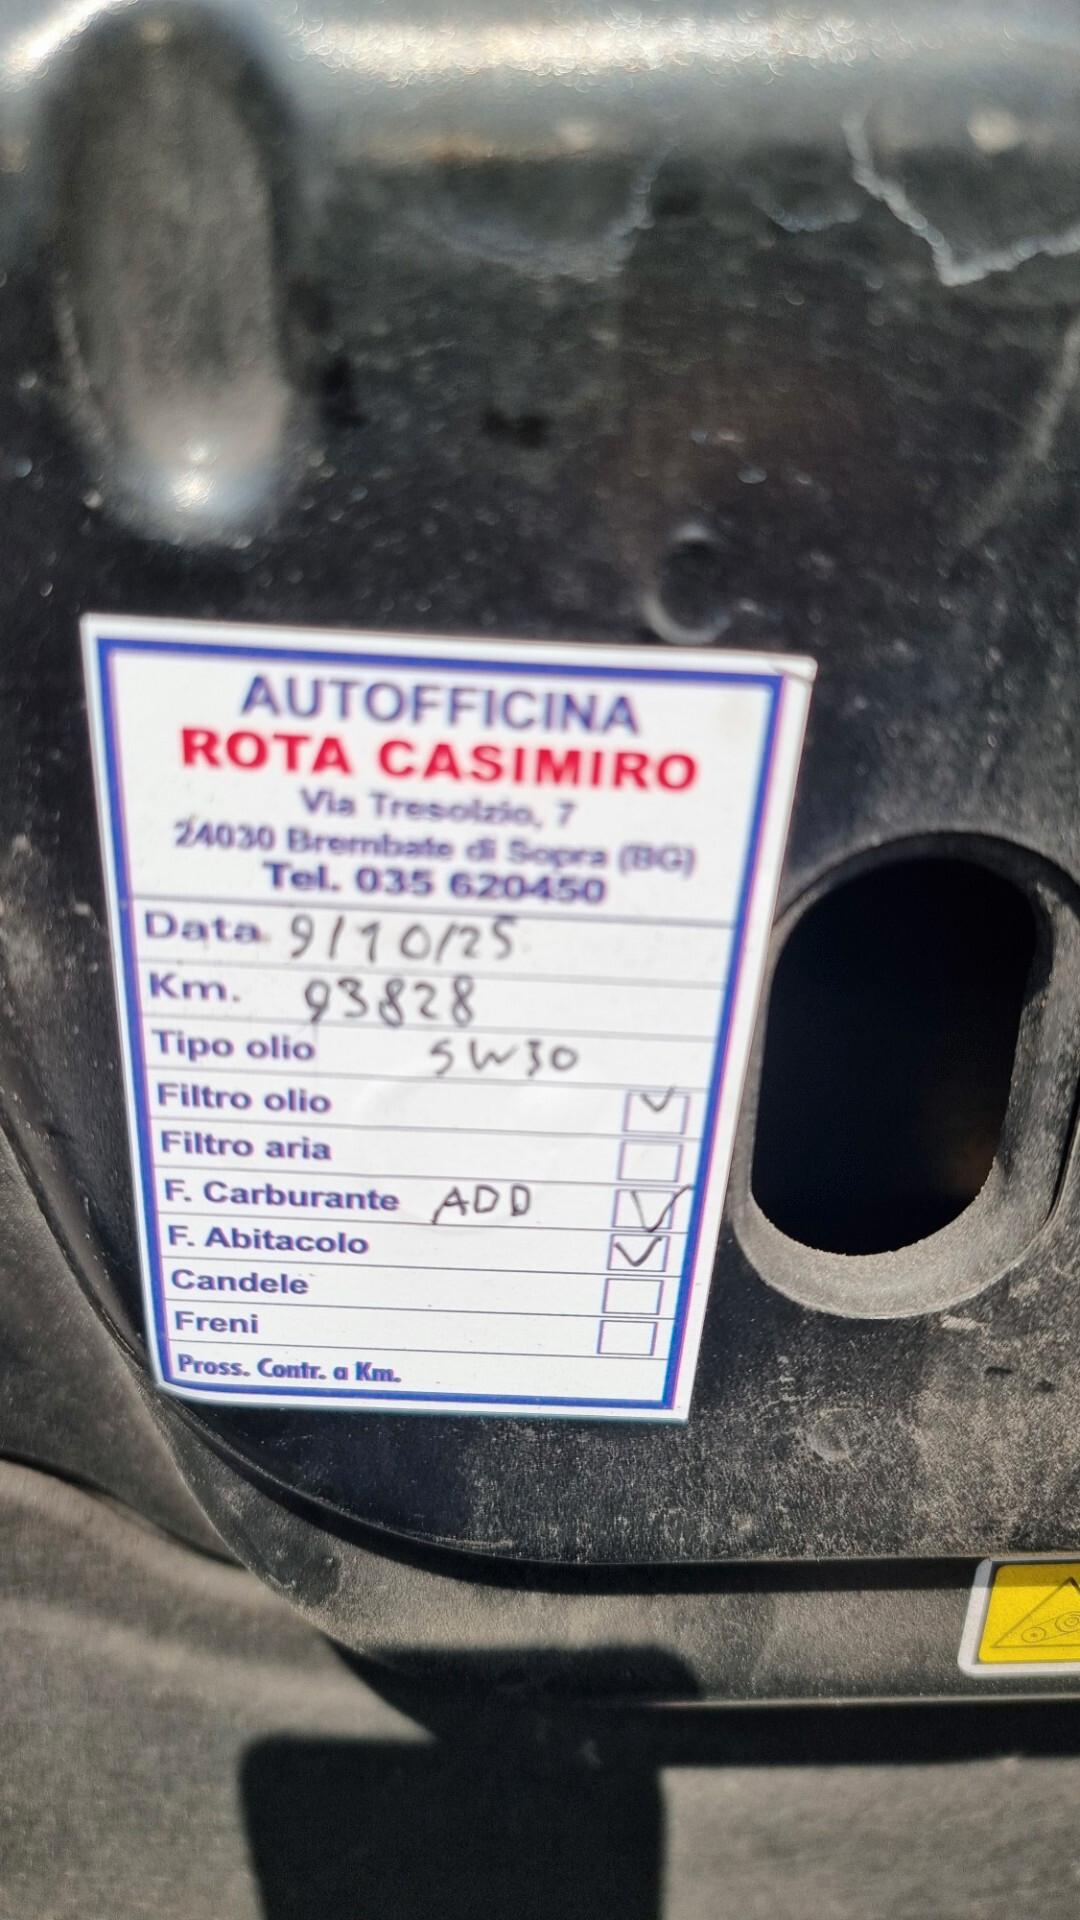 AUTOFFICINA
ROTA CASIMIRO
Via Tresolzio, 7
24030 Brembate di Sopra (BG)
Tel. 035 620450
Data 9/10/25
Km. 93828
Tipo olio 5W30
Filtro olio
Filtro aria
F. Carburante ADD
F. Abitacolo
Candele
Freni
Pross. Contr. a Km.